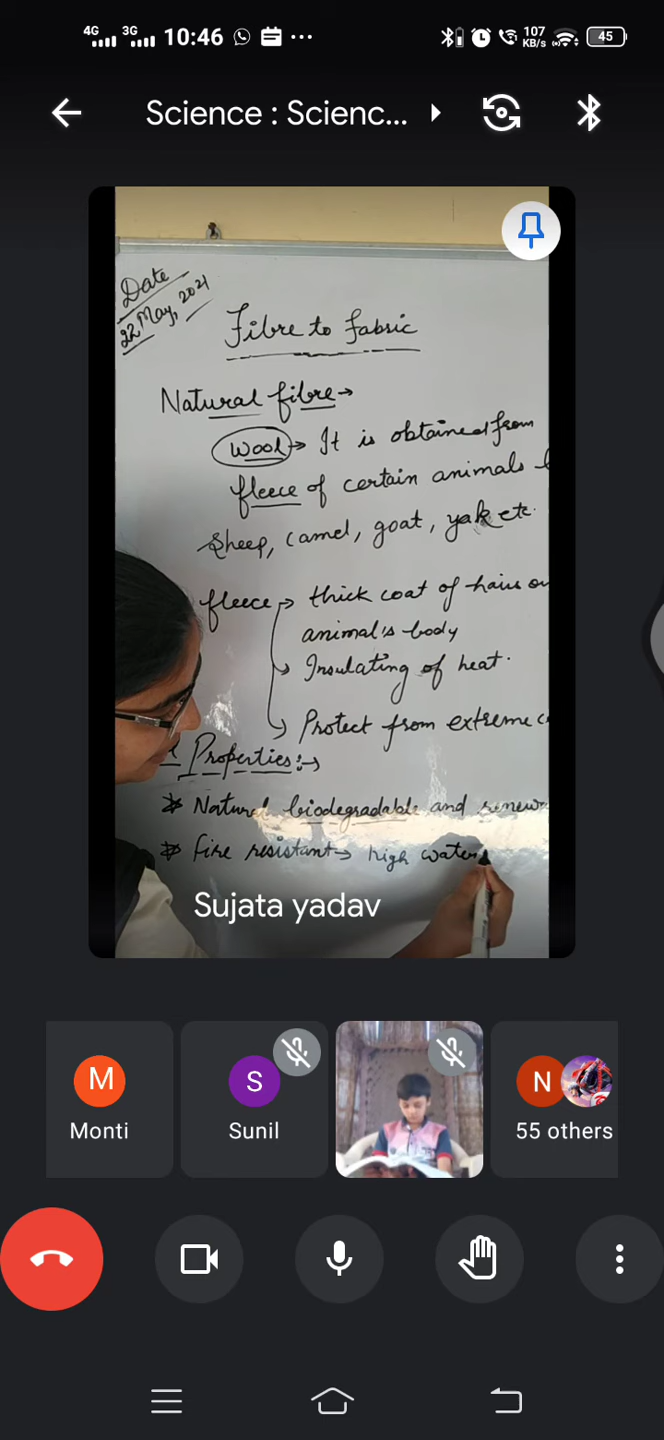 4G 3G 10:46 107 KB/s 45
Science : Scienc...
Date
22 May, 2021
Fibre to Fabric
Natural fibre→
Wool → It is obtained from
fleece of certain animals
Sheep, Camel, goat, yak etc.
fleece → thick coat of hairs on
animal's body
→ Insulating of heat.
→ Protect from extreme c
Properties:→
* Natural biodegradable and renew
* Fire resistant→ high water
Sujata yadav
M
Monti
S
Sunil
N
55 others